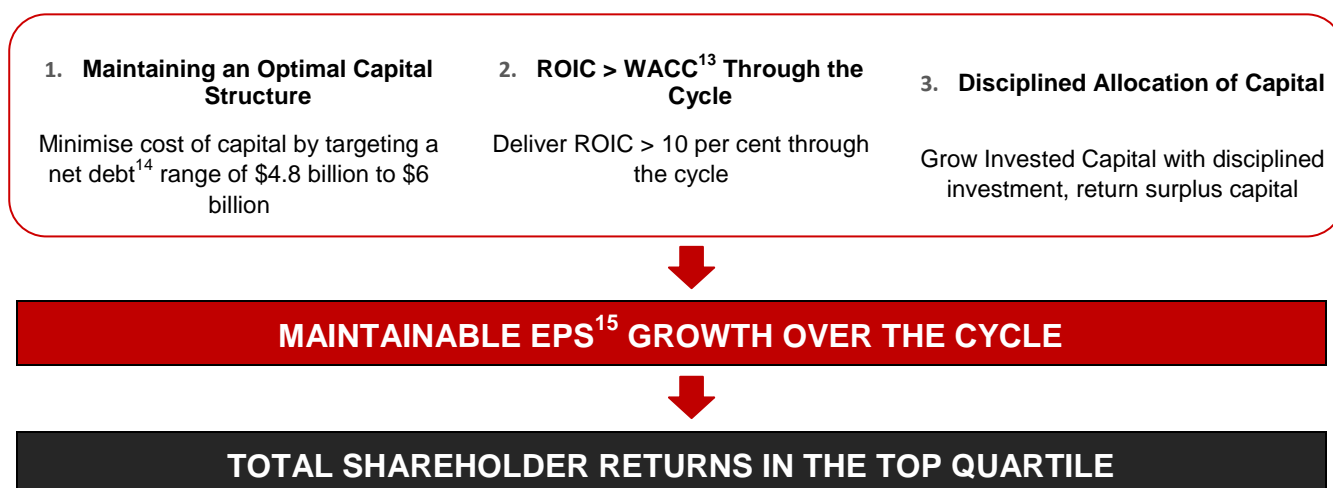 1. Maintaining an Optimal Capital
Structure
Minimise cost of capital by targeting a
net debt14 range of $4.8 billion to $6
billion
2. ROIC > WACC13 Through the
Cycle
Deliver ROIC > 10 per cent through
the cycle
3. Disciplined Allocation of Capital
Grow Invested Capital with disciplined
investment, return surplus capital
MAINTAINABLE EPS15 GROWTH OVER THE CYCLE
TOTAL SHAREHOLDER RETURNS IN THE TOP QUARTILE